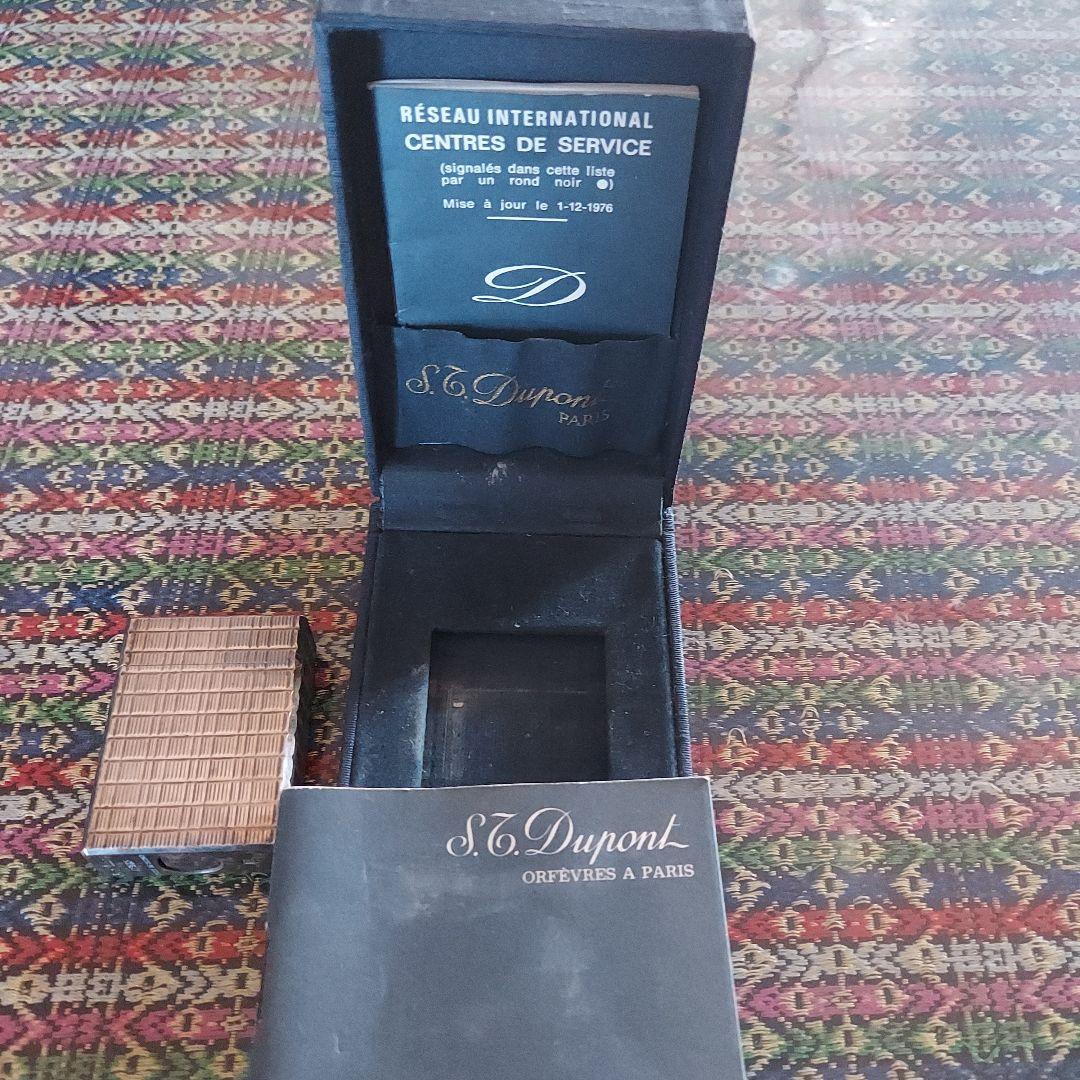 RÉSEAU INTERNATIONAL
CENTRES DE SERVICE
(signalés dans cette liste
par un rond noir ●)
Mise à jour le 1-12-1976
D
S.T. Dupont
PARIS
S.T. Dupont
ORFÈVRES A PARIS